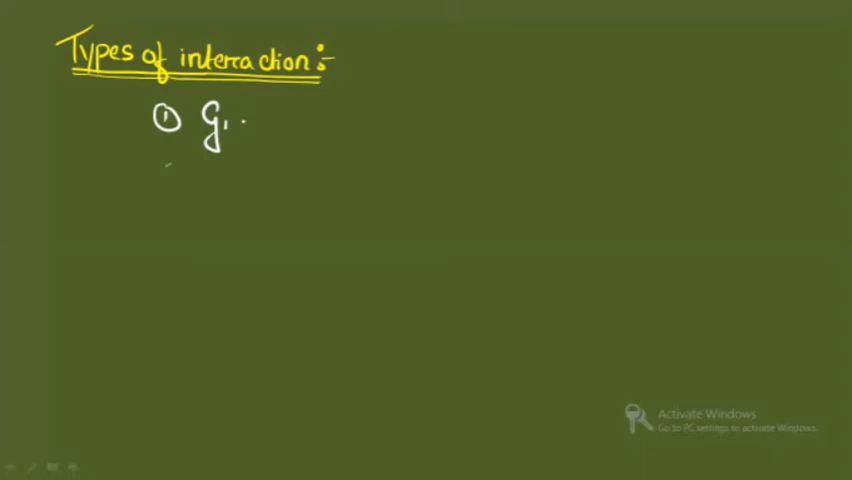 Types of interaction :-
① G.I.
Activate Windows
Go to PC settings to activate Windows.